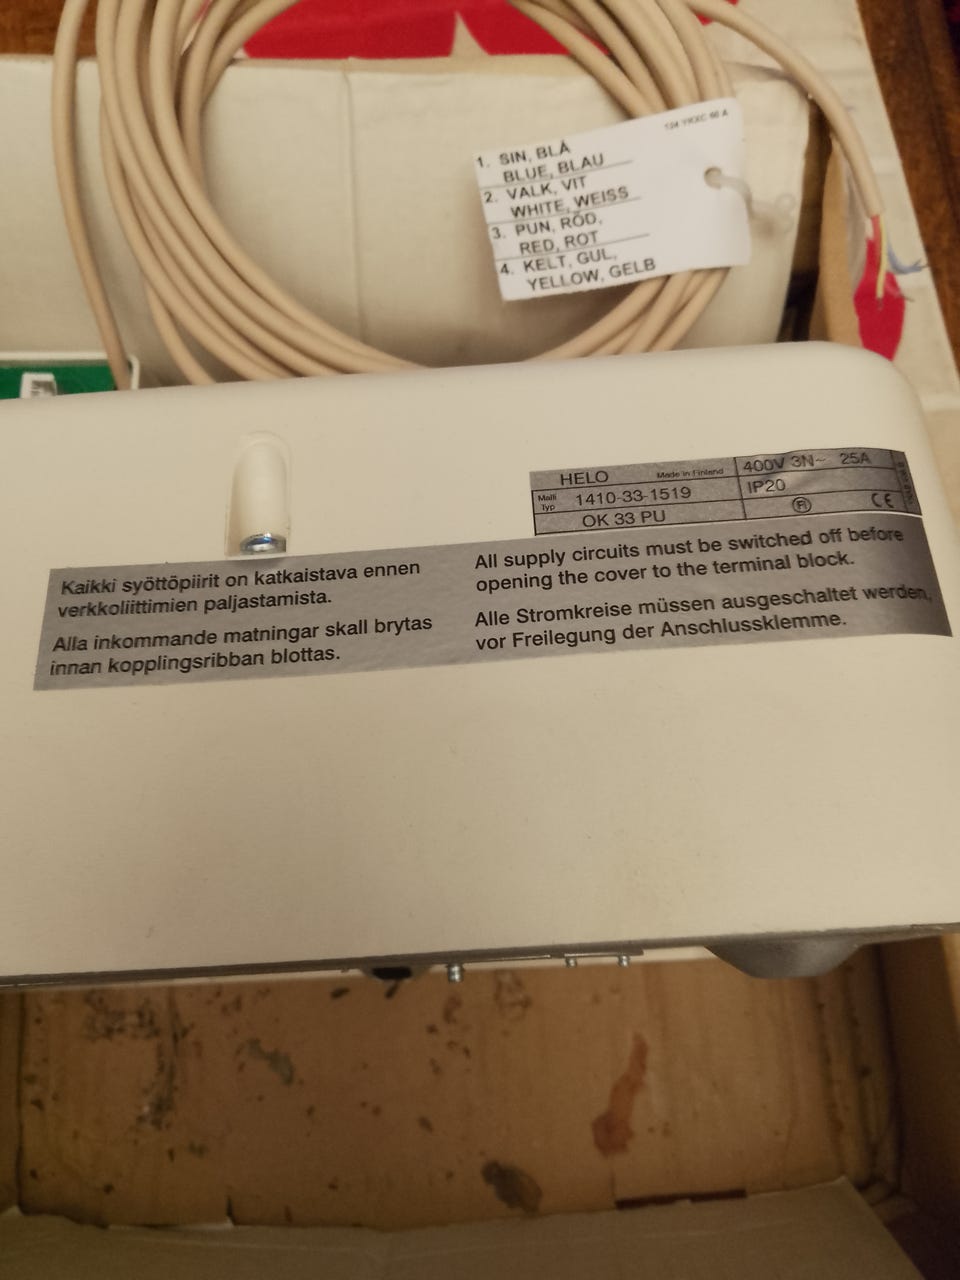 124 YKXC 60 A
1. SIN, BLÅ
BLUE, BLAU
2. VALK, VIT
WHITE, WEISS
3. PUN, RÖD,
RED, ROT
4. KELT, GUL,
YELLOW, GELB
HELO Made in Finland
Malli
Typ
1410-33-1519
OK 33 PU
400V 3N~ 25A
IP20
FI CE
Kaikki syöttöpiirit on katkaistava ennen
verkkoliittimien paljastamista.
Alla inkommande matningar skall brytas
innan kopplingsribban blottas.
All supply circuits must be switched off before
opening the cover to the terminal block.
Alle Stromkreise müssen ausgeschaltet werden,
vor Freilegung der Anschlussklemme.